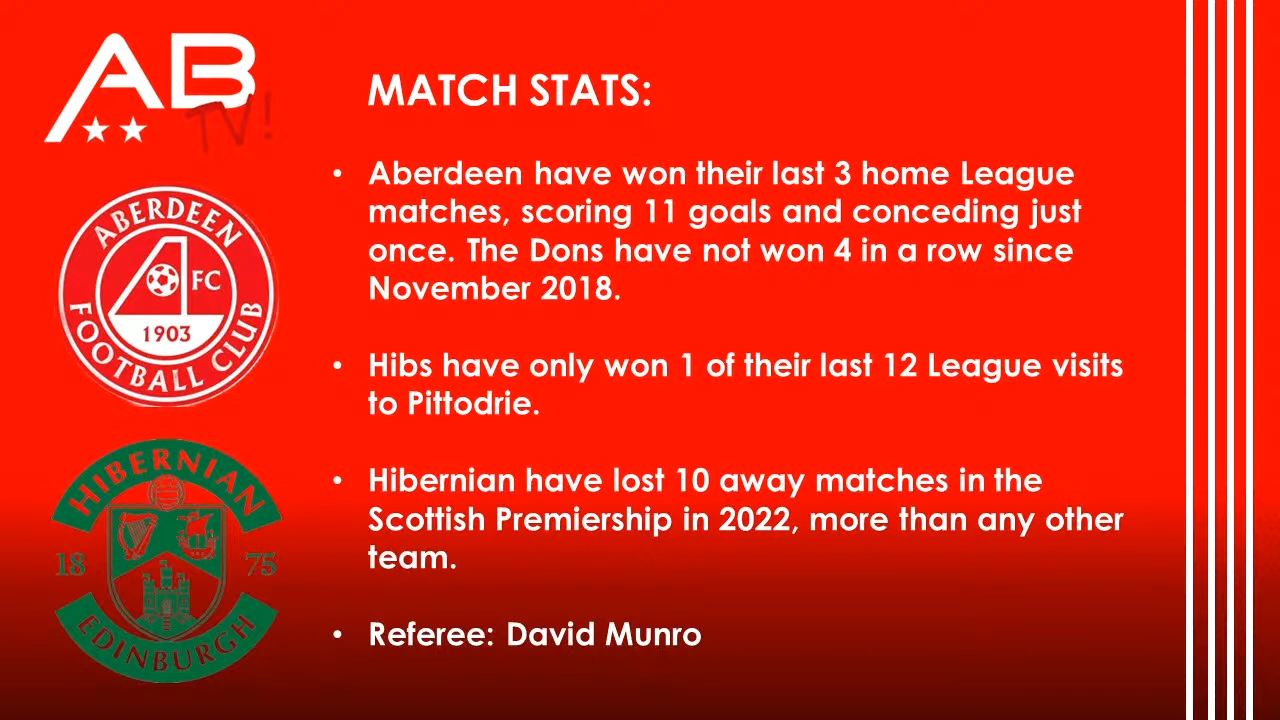 AB
TV!
MATCH STATS:
• Aberdeen have won their last 3 home League
matches, scoring 11 goals and conceding just
once. The Dons have not won 4 in a row since
November 2018.
ABERDEEN
FC
1903
FOOTBALL CLUB
• Hibs have only won 1 of their last 12 League visits
to Pittodrie.
HIBERNIAN
18 75
EDINBURGH
• Hibernian have lost 10 away matches in the
Scottish Premiership in 2022, more than any other
team.
• Referee: David Munro